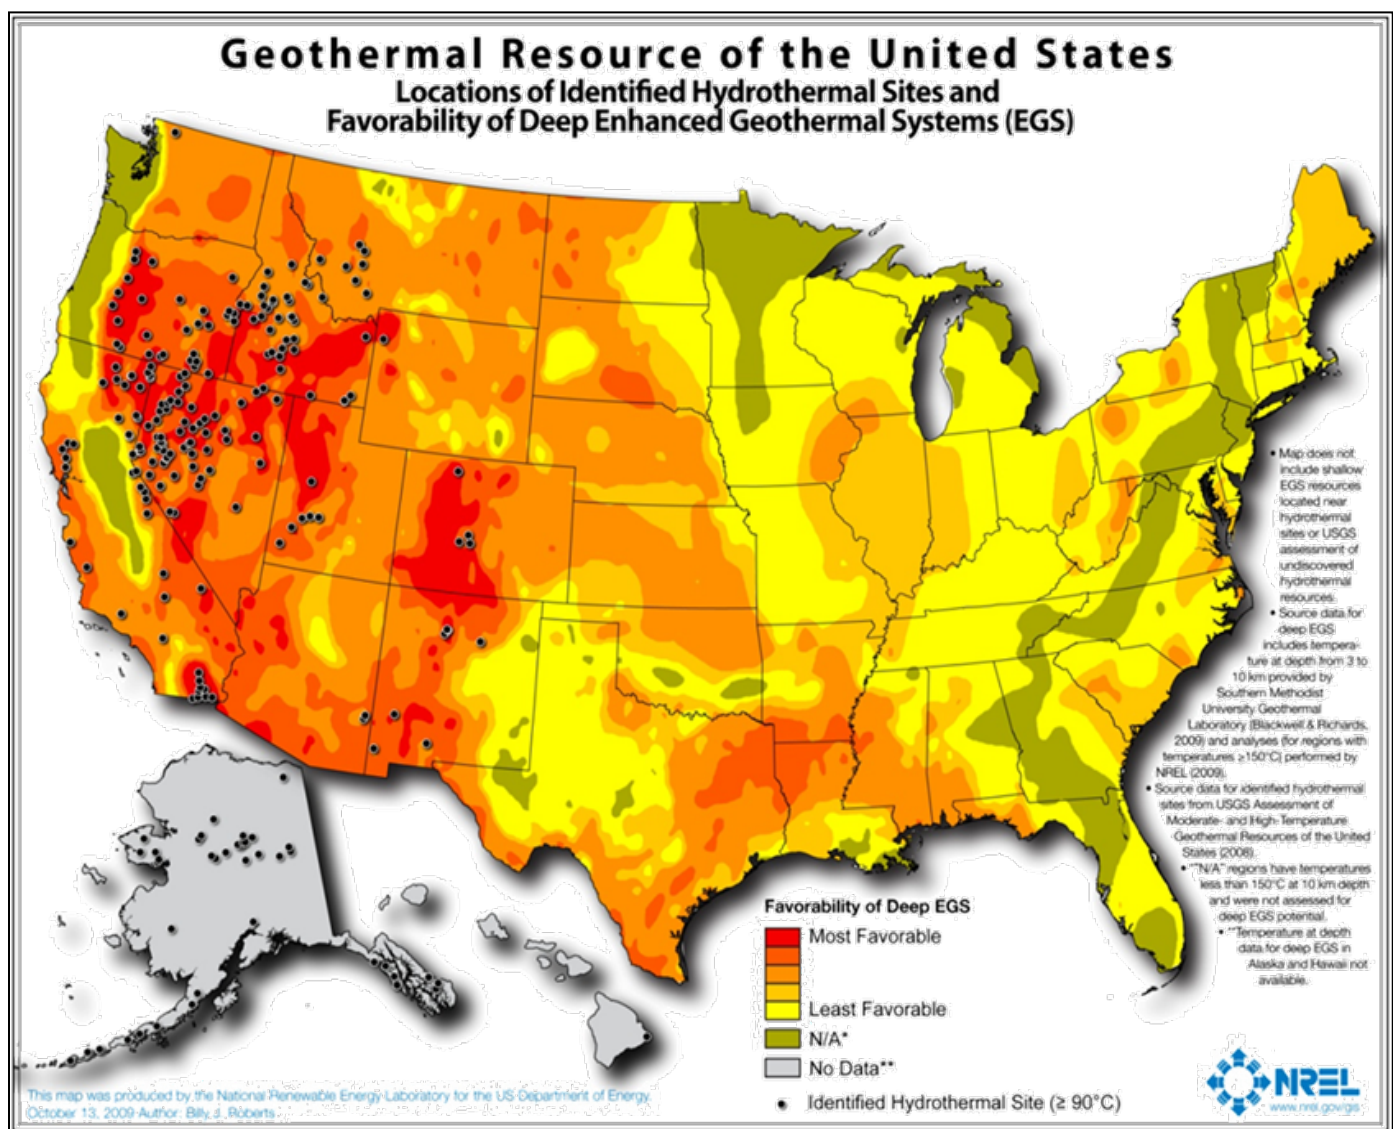 Geothermal Resource of the United States
Locations of Identified Hydrothermal Sites and
Favorability of Deep Enhanced Geothermal Systems (EGS)
• Map does not
include shallow
EGS resources
located near
hydrothermal
sites or USGS
assessment of
undiscovered
hydrothermal
resources.
• Source data for
deep EGS
includes tempera-
ture at depth from 3 to
10 km provided by
Southern Methodist
University Geothermal
Laboratory (Blackwell & Richards,
2009) and analyses (for regions with
temperatures ≥150°C) performed by
NREL (2009).
• Source data for identified hydrothermal
sites from USGS Assessment of
Moderate- and High-Temperature
Geothermal Resources of the United
States (2008).
• *"N/A" regions have temperatures
less than 150°C at 10 km depth
and were not assessed for
deep EGS potential.
• **Temperature at depth
data for deep EGS in
Alaska and Hawaii not
available.
Favorability of Deep EGS
Most Favorable
Least Favorable
N/A*
No Data**
Identified Hydrothermal Site (≥ 90°C)
This map was produced by the National Renewable Energy Laboratory for the US Department of Energy.
October 13, 2009 Author: Billy J. Roberts
NREL
www.nrel.gov/gis